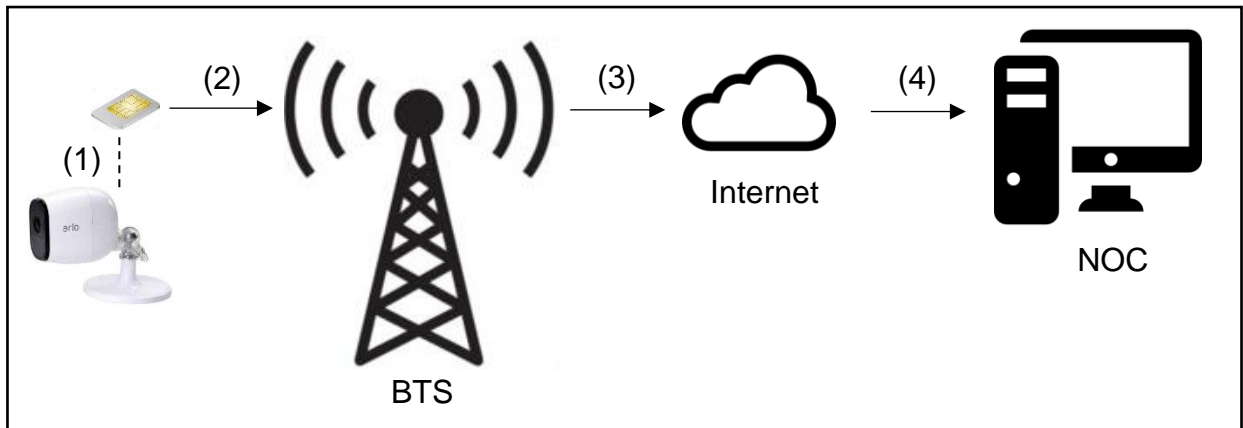 (1)
arlo
(2)
BTS
(3)
Internet
(4)
NOC